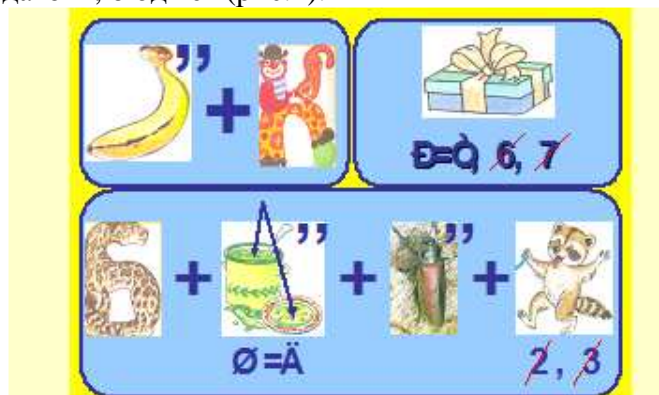 ” +
Ð=Ò, 6, 7
Б + ” + ” +
Ø=Ä 2, 3